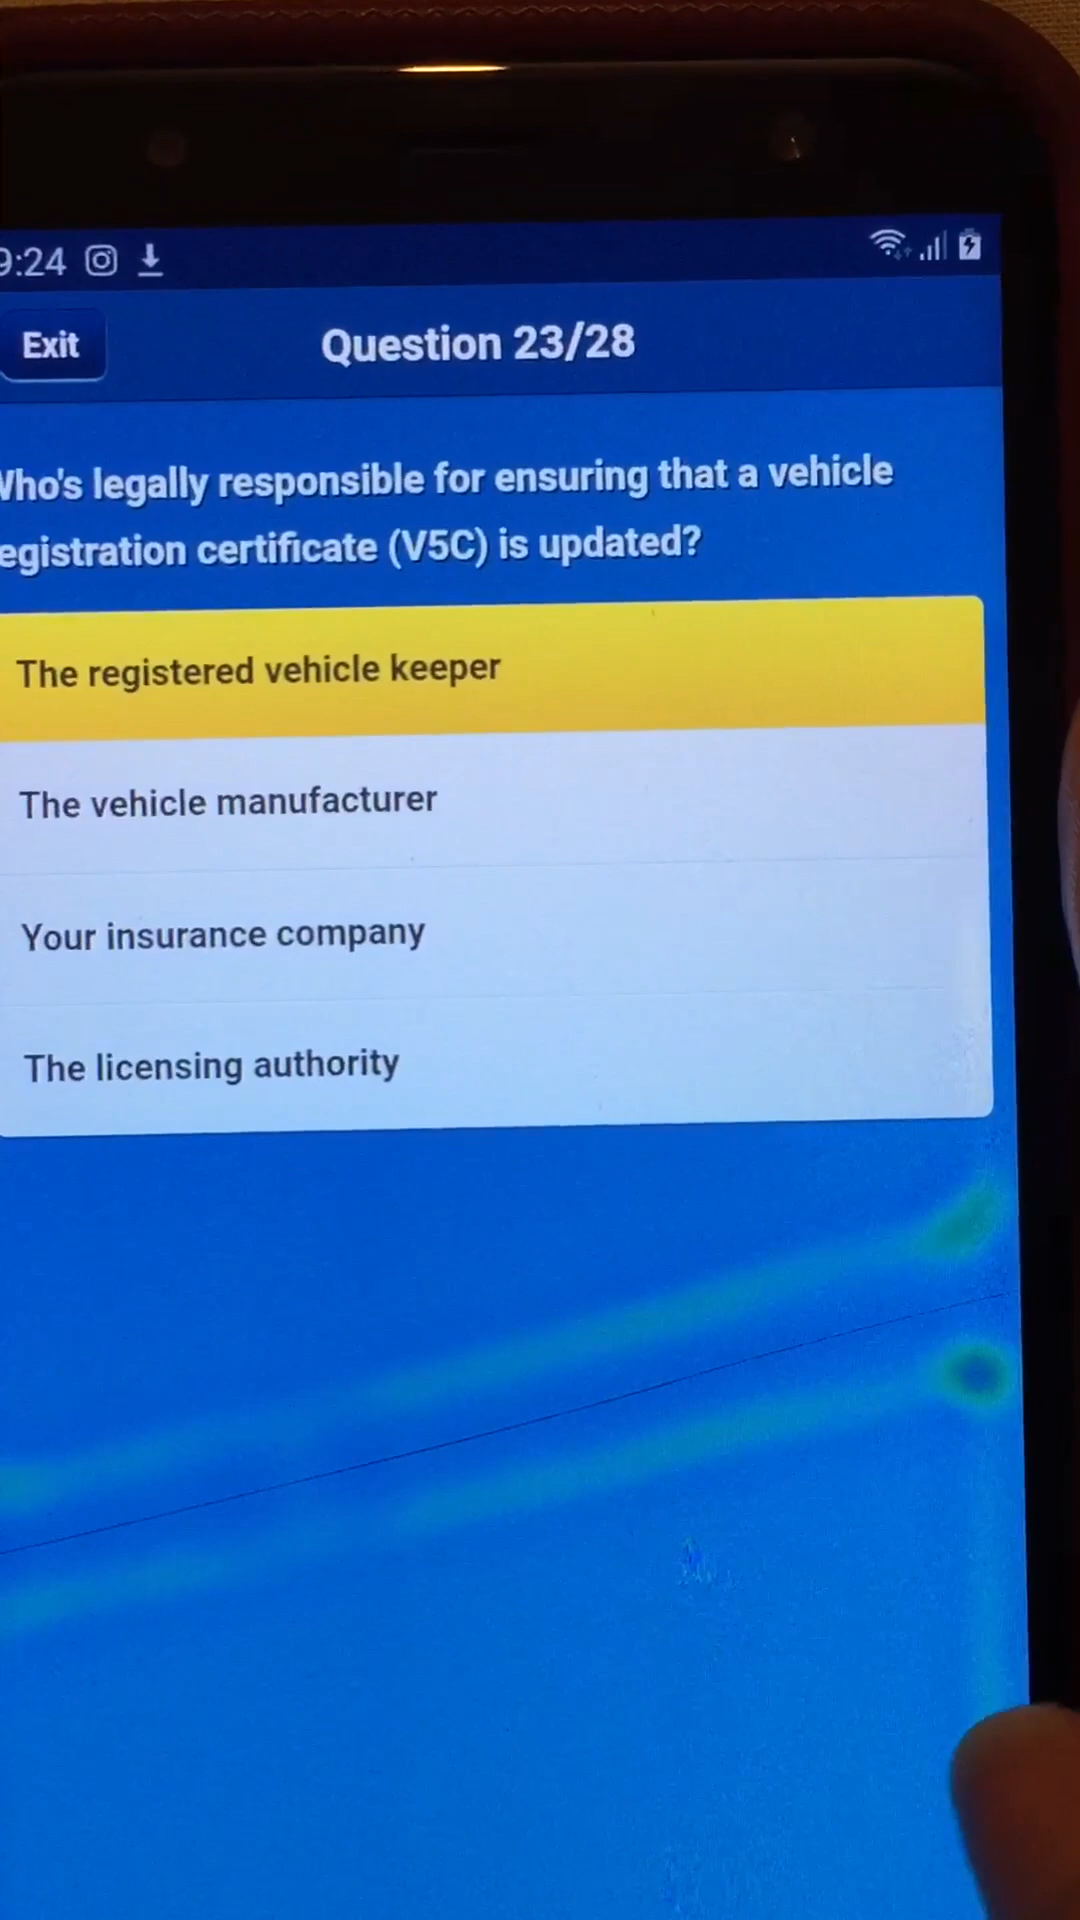 9:24
Exit
Question 23/28
Who's legally responsible for ensuring that a vehicle
egistration certificate (V5C) is updated?
The registered vehicle keeper
The vehicle manufacturer
Your insurance company
The licensing authority